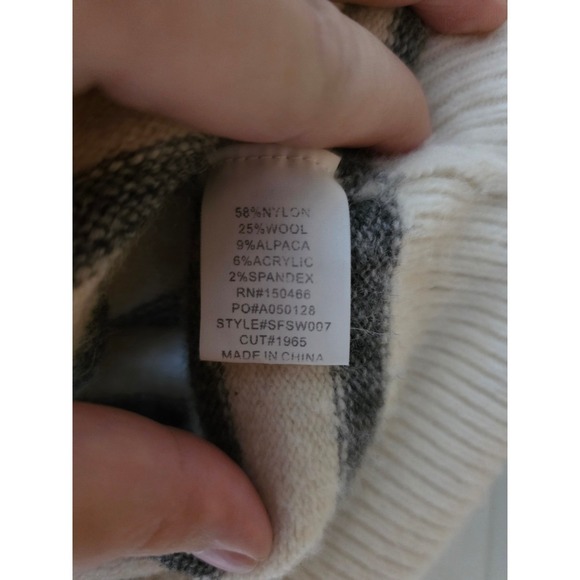 58%NYLON
25%WOOL
9%ALPACA
6%ACRYLIC
2%SPANDEX
RN#150466
PO#A050128
STYLE#SFSW007
CUT#1965
MADE IN CHINA